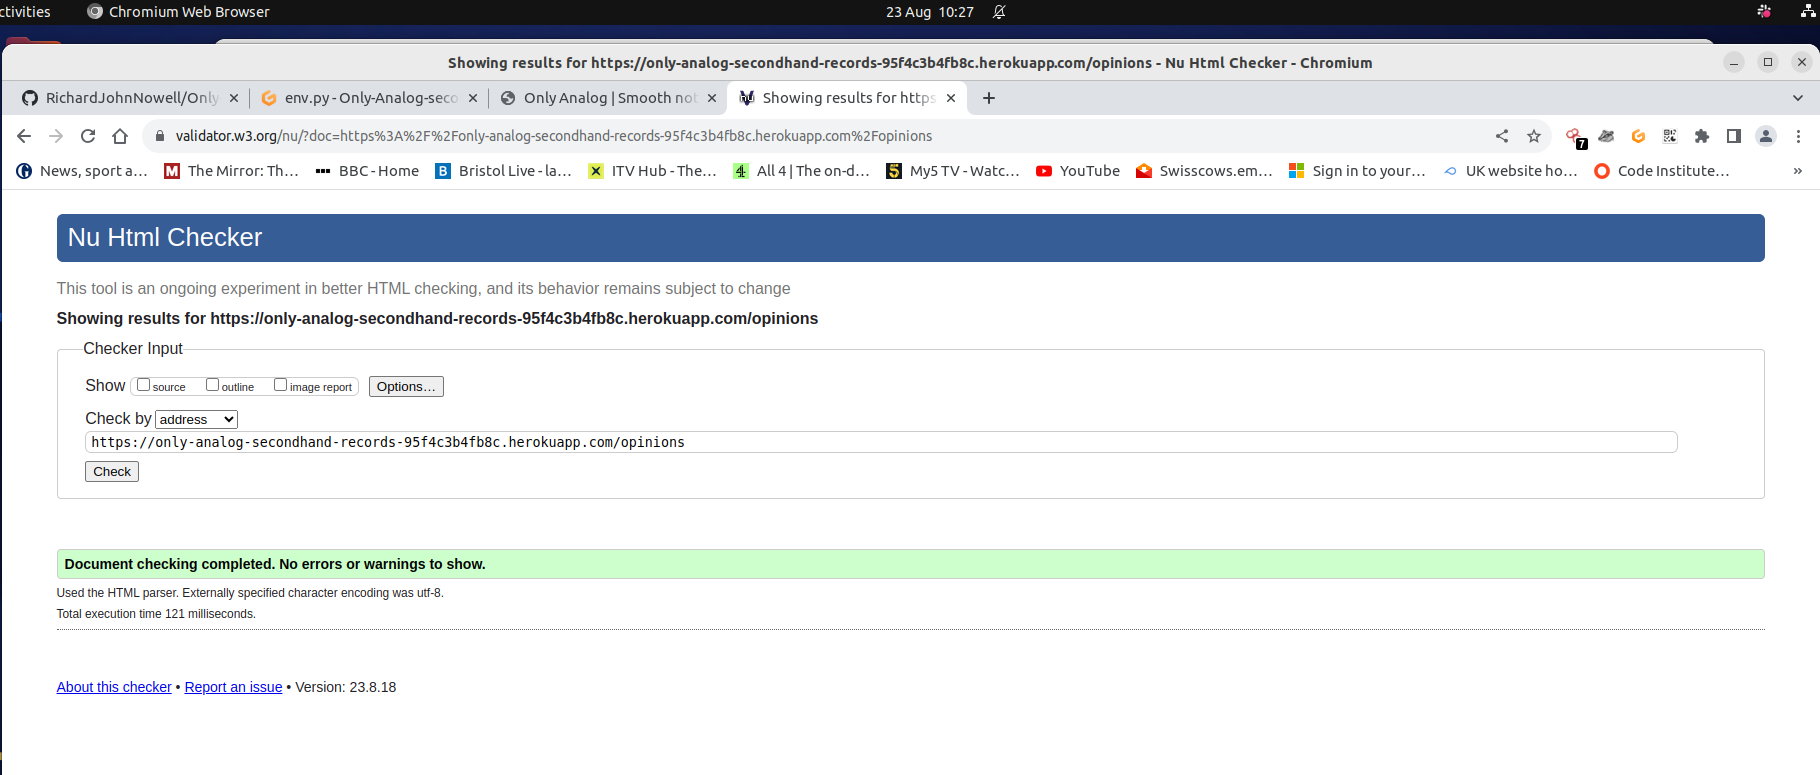 ctivities Chromium Web Browser 23 Aug 10:27
Showing results for https://only-analog-secondhand-records-95f4c3b4fb8c.herokuapp.com/opinions - Nu Html Checker - Chromium
RichardJohnNowell/Only env.py - Only-Analog-seco Only Analog | Smooth not Showing results for https
validator.w3.org/nu/?doc=https%3A%2F%2Fonly-analog-secondhand-records-95f4c3b4fb8c.herokuapp.com%2Fopinions 7
News, sport a… The Mirror: Th… BBC - Home Bristol Live - la… ITV Hub - The… All 4 | The on-d… My5 TV - Watc… YouTube Swisscows.em… Sign in to your… UK website ho… Code Institute… »
Nu Html Checker
This tool is an ongoing experiment in better HTML checking, and its behavior remains subject to change
Showing results for https://only-analog-secondhand-records-95f4c3b4fb8c.herokuapp.com/opinions
Checker Input
Show source outline image report Options…
Check by address
https://only-analog-secondhand-records-95f4c3b4fb8c.herokuapp.com/opinions
Check
Document checking completed. No errors or warnings to show.
Used the HTML parser. Externally specified character encoding was utf-8.
Total execution time 121 milliseconds.
About this checker • Report an issue • Version: 23.8.18